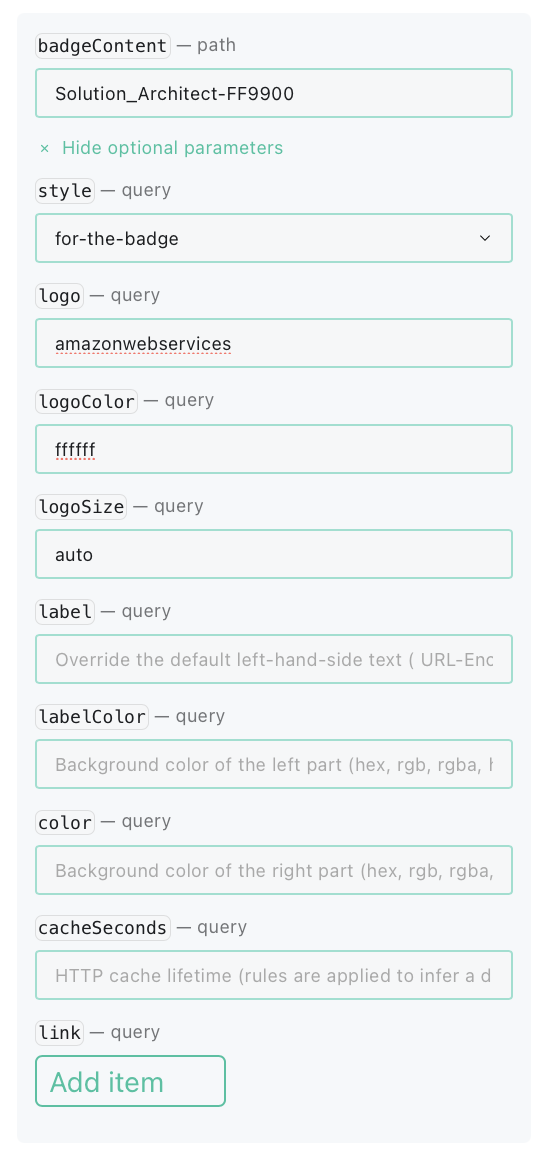 badgeContent — path
Solution_Architect-FF9900
× Hide optional parameters
style — query
for-the-badge
logo — query
amazonwebservices
logoColor — query
ffffff
logoSize — query
auto
label — query
Override the default left-hand-side text ( URL-Enc
labelColor — query
Background color of the left part (hex, rgb, rgba, h
color — query
Background color of the right part (hex, rgb, rgba,
cacheSeconds — query
HTTP cache lifetime (rules are applied to infer a d
link — query
Add item